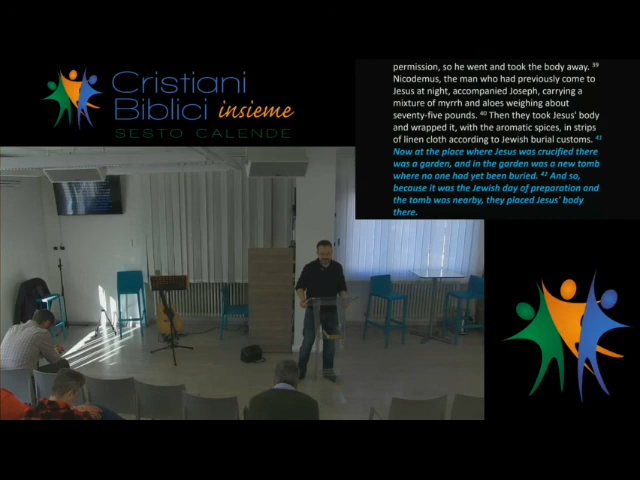 Cristiani
Biblici insieme
SESTO CALENDE
permission, so he went and took the body away. 39
Nicodemus, the man who had previously come to
Jesus at night, accompanied Joseph, carrying a
mixture of myrrh and aloes weighing about
seventy-five pounds. 40 Then they took Jesus' body
and wrapped it, with the aromatic spices, in strips
of linen cloth according to Jewish burial customs. 41
Now at the place where Jesus was crucified there
was a garden, and in the garden was a new tomb
where no one had yet been buried. 42 And so,
because it was the Jewish day of preparation and
the tomb was nearby, they placed Jesus' body
there.